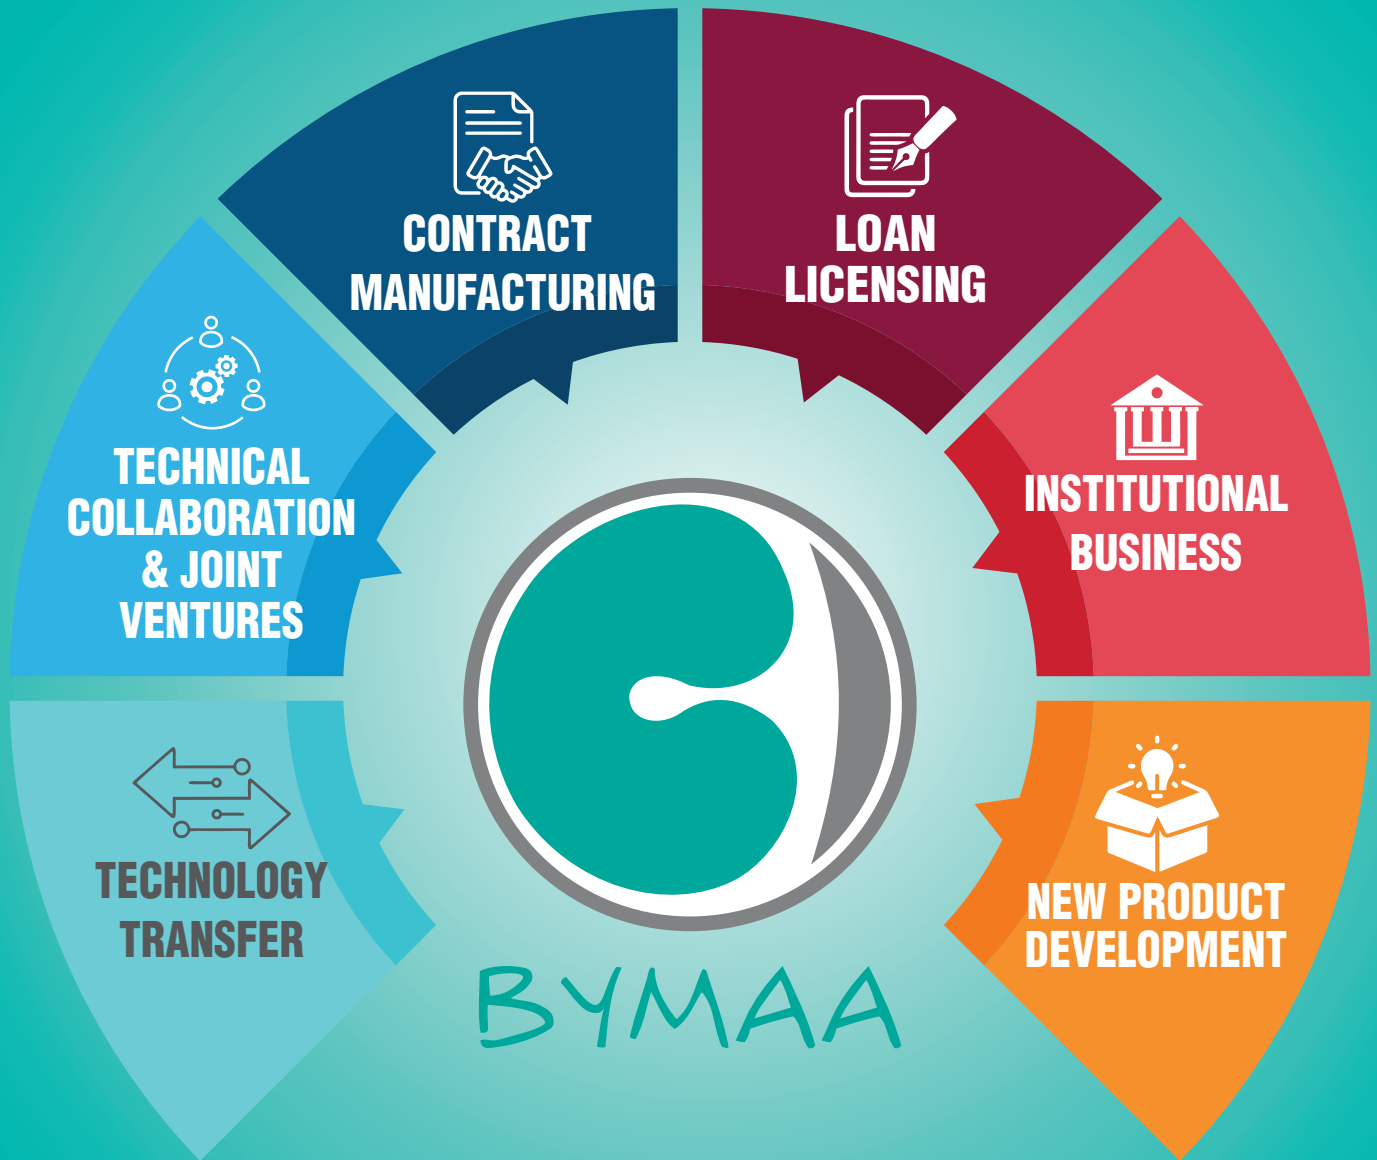 CONTRACT
MANUFACTURING
LOAN
LICENSING
TECHNICAL
COLLABORATION
& JOINT
VENTURES
INSTITUTIONAL
BUSINESS
TECHNOLOGY
TRANSFER
NEW PRODUCT
DEVELOPMENT
BYMAA